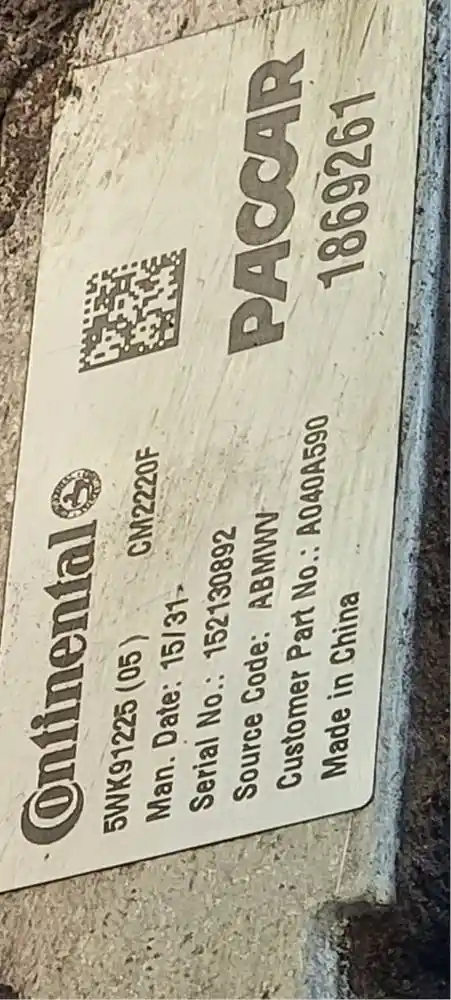 Continental
5WK91225 (05)
CM2220F
Man. Date: 15/31-
Serial No.: 152130892
Source Code: ABMWV
Customer Part No.: A040A590
Made in China
PACCAR
1869261